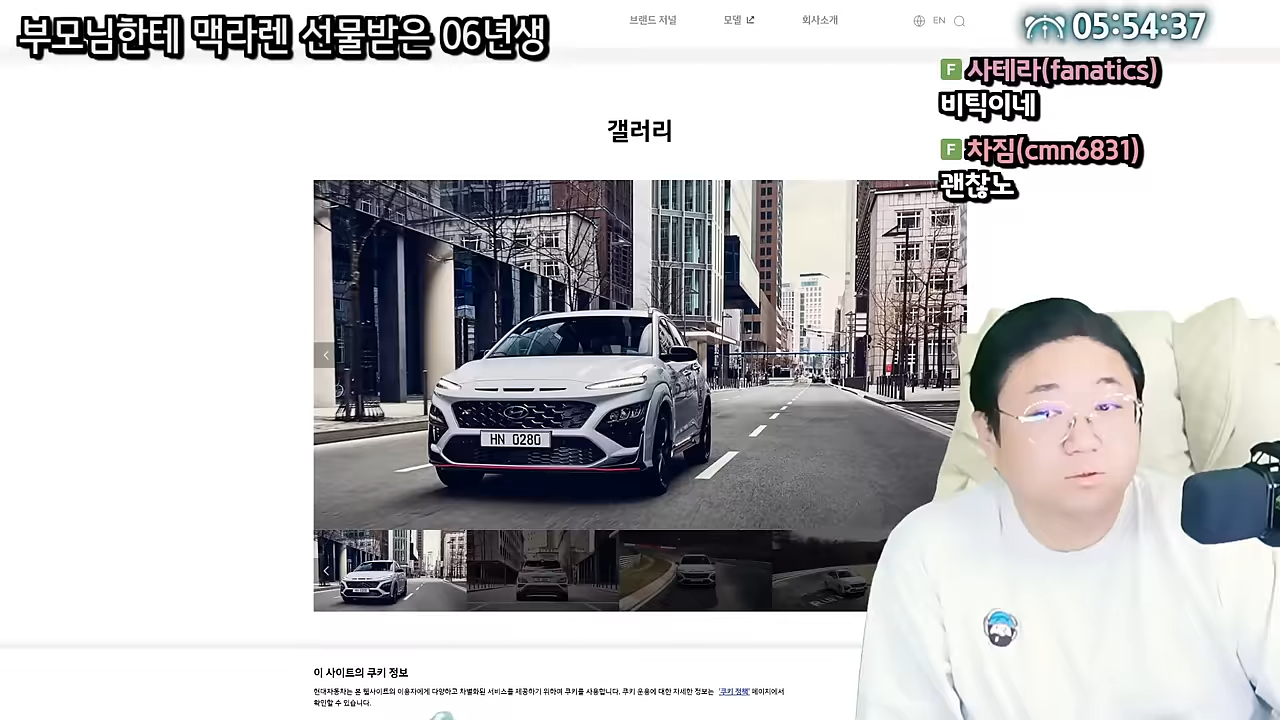 부모님한테 맥라렌 선물받은 06년생
브랜드 저널
모델
회사소개
EN
05:54:37
F 사테라(fanatics)
비틱이네
F 차짐(cmn6831)
괜찮노
갤러리
HN 0280
이 사이트의 쿠키 정보
현대자동차는 본 웹사이트의 이용자에게 다양하고 차별화된 서비스를 제공하기 위하여 쿠키를 사용합니다. 쿠키 운용에 대한 자세한 정보는 '쿠키 정책' 페이지에서
확인할 수 있습니다.